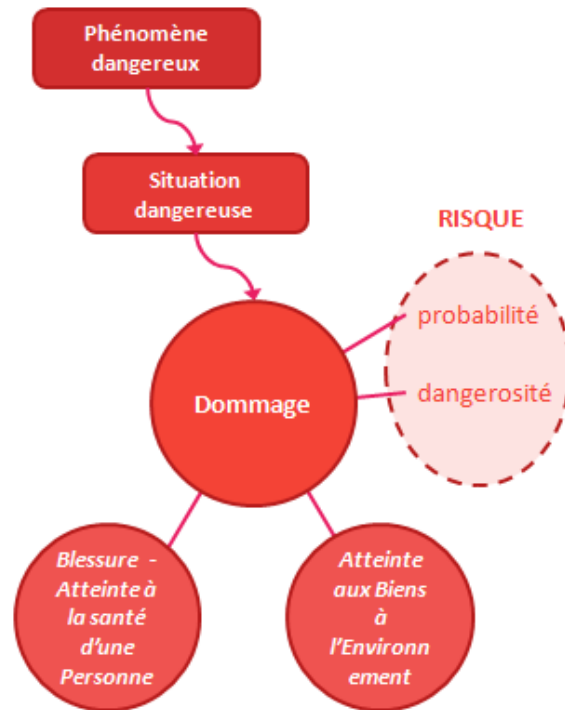 Phénomène
dangereux
Situation
dangereuse
RISQUE
probabilité
dangerosité
Dommage
Blessure -
Atteinte à
la santé
d'une
Personne
Atteinte
aux Biens
à
l'Environn
ement